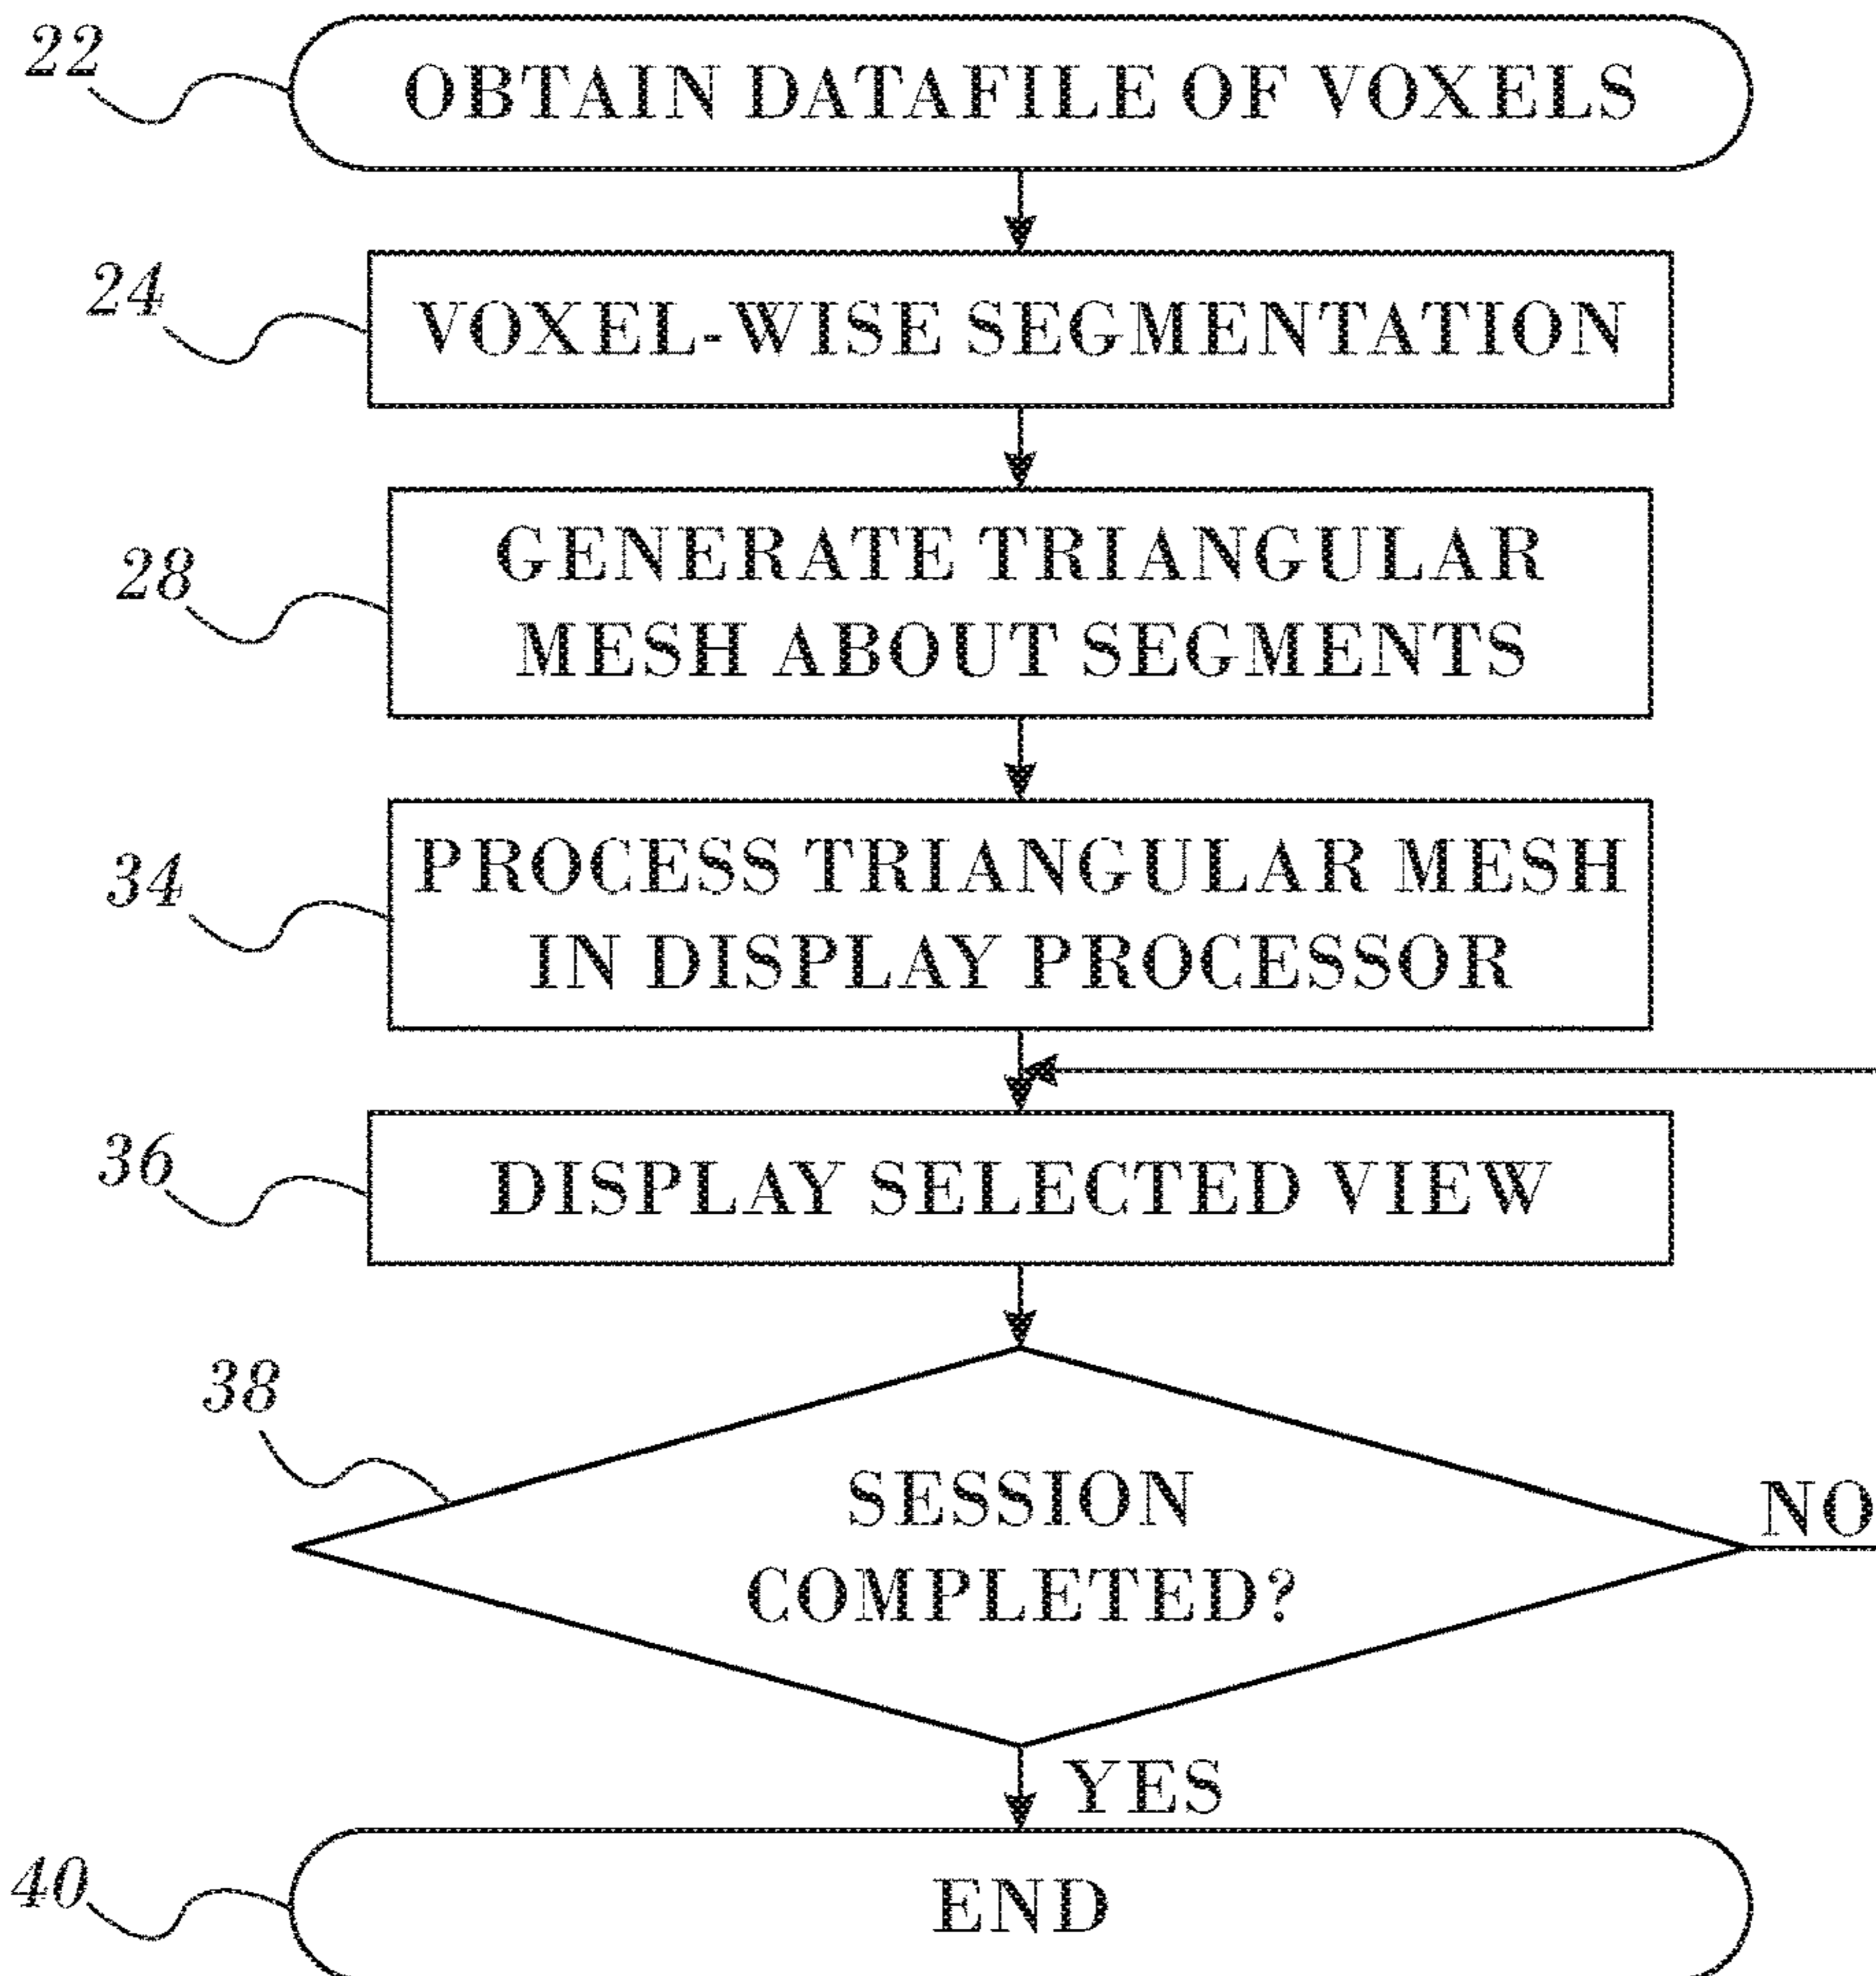 22
OBTAIN DATAFILE OF VOXELS
24
VOXEL-WISE SEGMENTATION
28
GENERATE TRIANGULAR
MESH ABOUT SEGMENTS
34
PROCESS TRIANGULAR MESH
IN DISPLAY PROCESSOR
36
DISPLAY SELECTED VIEW
38
SESSION
COMPLETED?
NO
YES
40
END